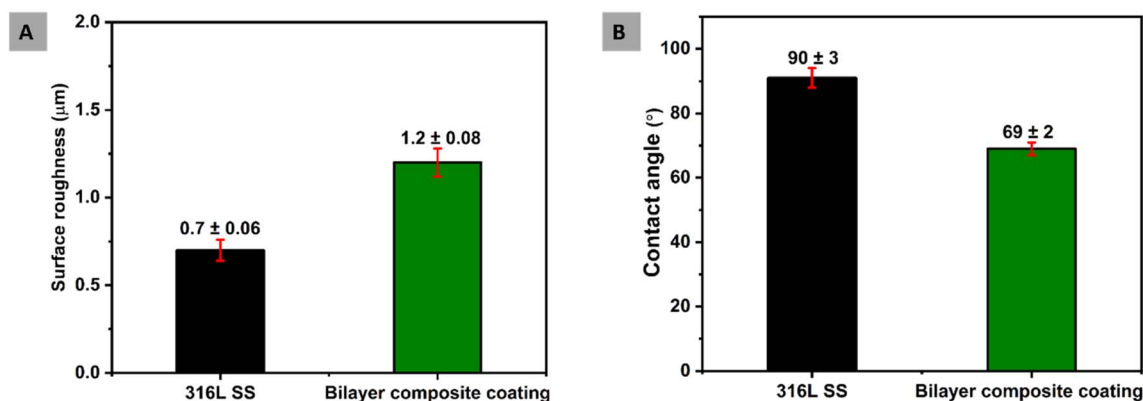 A
Surface roughness (μm)
2.0
1.5
1.0
0.5
0.0
0.7 ± 0.06
1.2 ± 0.08
316L SS
Bilayer composite coating
B
Contact angle (°)
100
80
60
40
20
0
90 ± 3
69 ± 2
316L SS
Bilayer composite coating